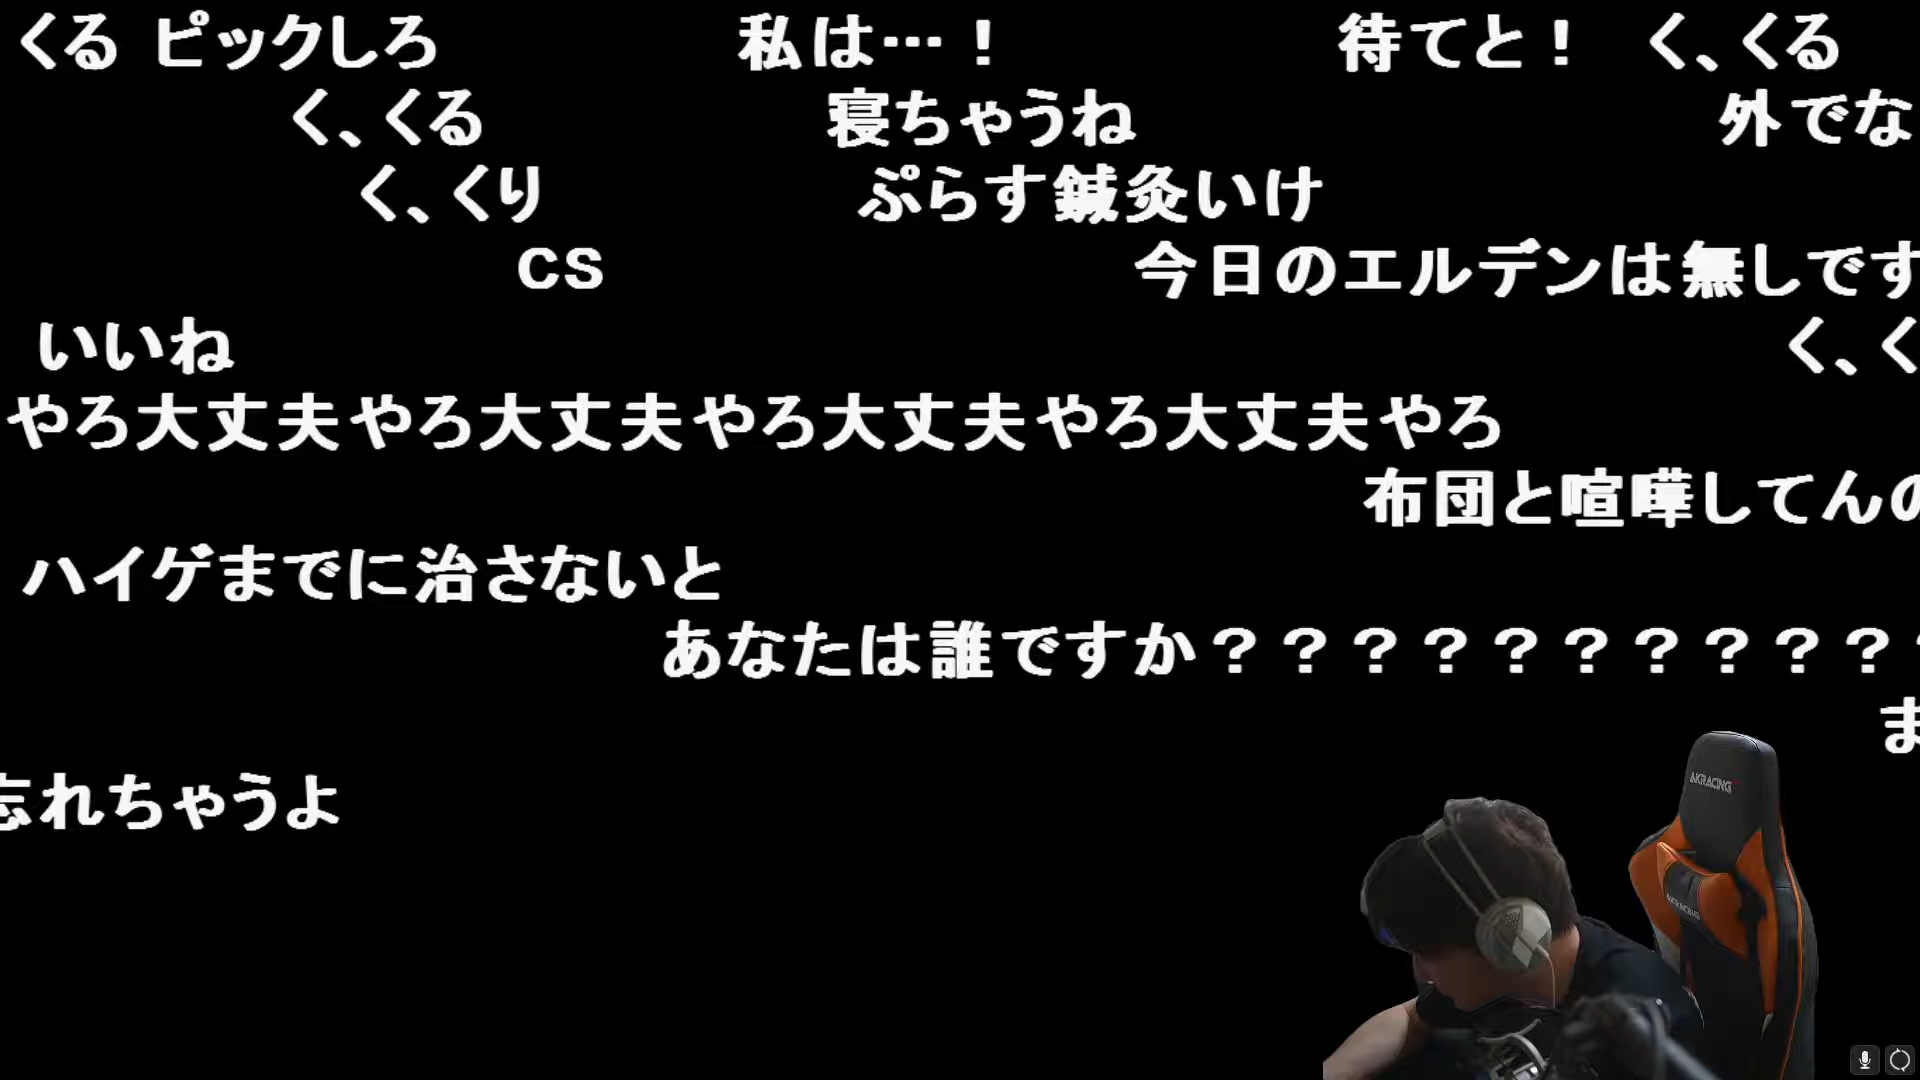 くる ピックしろ 私は…！ 待てと！ く、くる
く、くる 寝ちゃうね 外でな
く、くり ぷらす鍼灸いけ
CS 今日のエルデンは無しです
いいね く、く
やろ大丈夫やろ大丈夫やろ大丈夫やろ大丈夫やろ
布団と喧嘩してんの
ハイゲまでに治さないと
あなたは誰ですか？？？？？？？？？？
ま
忘れちゃうよ
AKRACING
AKRACING